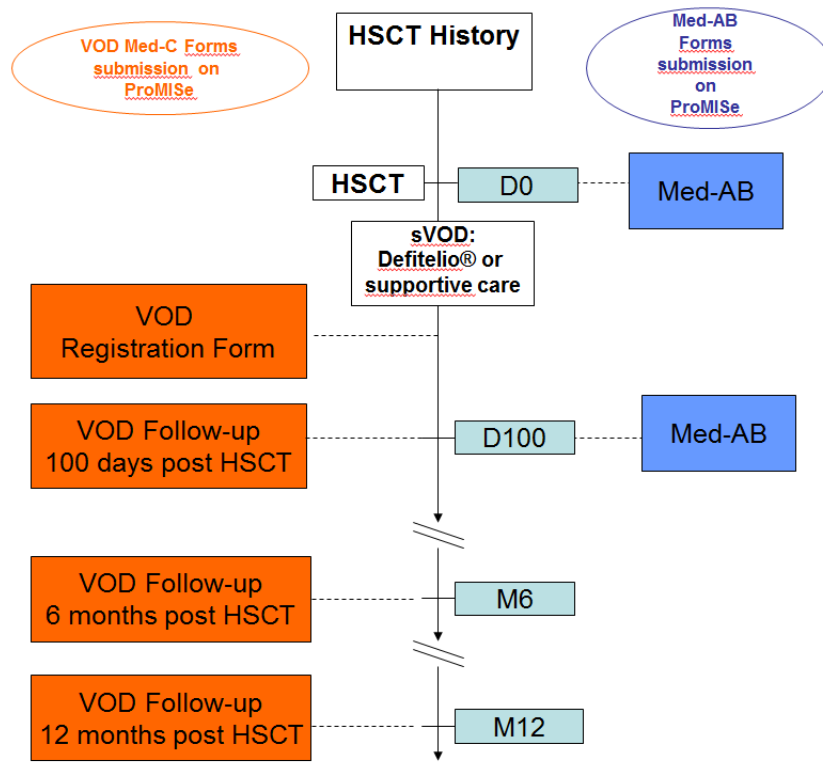 VOD Med-C Forms
submission on
ProMISe
HSCT History
Med-AB
Forms
submission
on
ProMISe
HSCT
D0
Med-AB
sVOD:
Defitelio® or
supportive care
VOD
Registration Form
VOD Follow-up
100 days post HSCT
D100
Med-AB
VOD Follow-up
6 months post HSCT
M6
VOD Follow-up
12 months post HSCT
M12